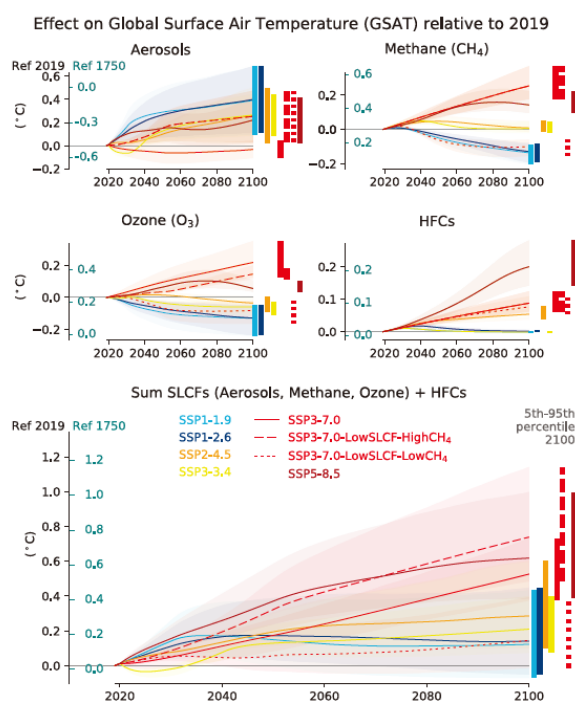 Effect on Global Surface Air Temperature (GSAT) relative to 2019
Aerosols
Ref 2019 Ref 1750
(°C)
0.6
0.4
0.2
0.0
−0.2
0.0
-0.3
-0.6
2020 2040 2060 2080 2100
Methane (CH₄)
0.2
0.0
−0.2
0.6
0.4
0.2
2020 2040 2060 2080 2100
Ozone (O₃)
(°C)
0.2
0.0
−0.2
0.4
0.2
0.0
2020 2040 2060 2080 2100
HFCs
0.2
0.1
0.0
0.2
0.1
0.0
2020 2040 2060 2080 2100
Sum SLCFs (Aerosols, Methane, Ozone) + HFCs
Ref 2019 Ref 1750
SSP1-1.9
SSP1-2.6
SSP2-4.5
SSP3-3.4
SSP3-7.0
SSP3-7.0-LowSLCF-HighCH₄
SSP3-7.0-LowSLCF-LowCH₄
SSP5-8.5
5th-95th
percentile
2100
(°C)
1.2
1.0
0.8
0.6
0.4
0.2
0.0
1.2
1.0
0.8
0.6
0.4
0.2
0.0
2020 2040 2060 2080 2100